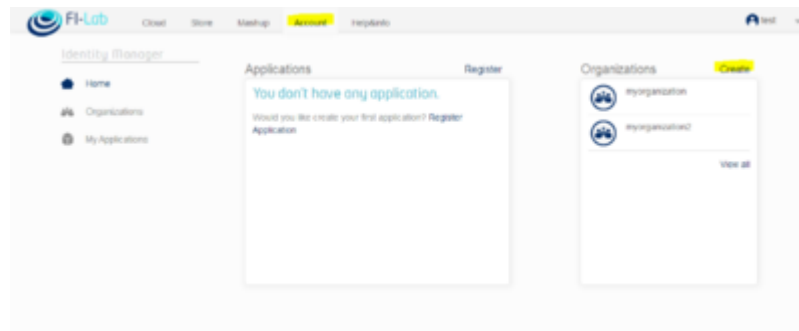 FI-Lab Cloud Store Mashup Account Help&Info test
Identity Manager
Home
Organizations
My Applications
Applications Register
You don't have any application.
Would you like create your first application? Register
Application
Organizations Create
myorganization
myorganization2
View all